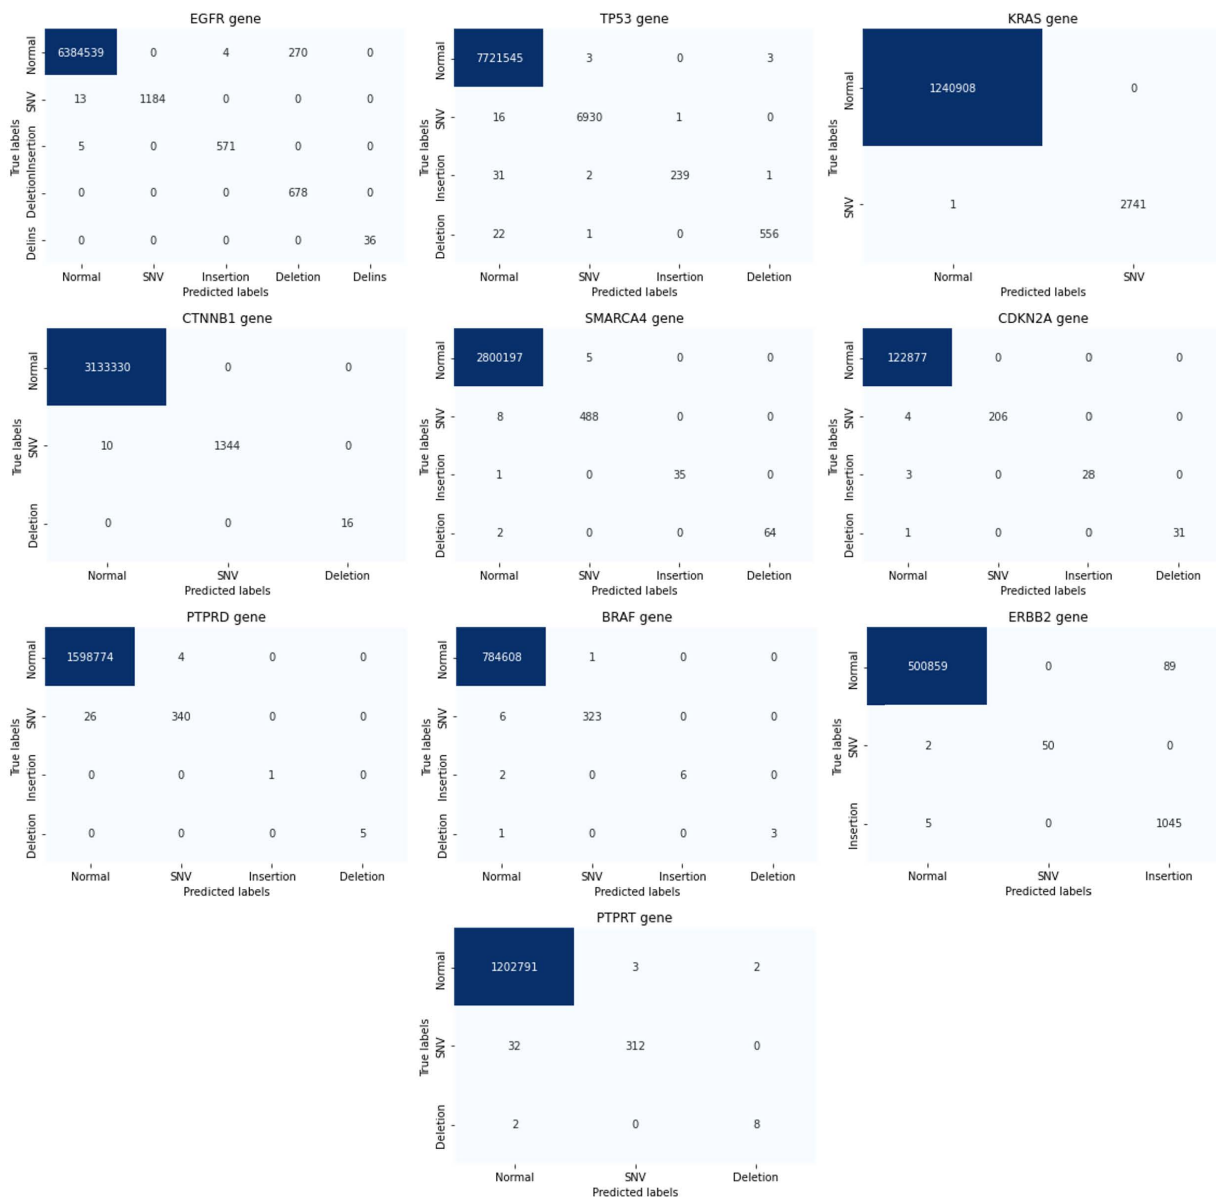 EGFR gene
True labels
Normal 6384539 0 4 270 0
SNV 13 1184 0 0 0
Insertion 5 0 571 0 0
Deletion 0 0 0 678 0
Delins 0 0 0 0 36
Normal SNV Insertion Deletion Delins
Predicted labels
TP53 gene
True labels
Normal 7721545 3 0 3
SNV 16 6930 1 0
Insertion 31 2 239 1
Deletion 22 1 0 556
Normal SNV Insertion Deletion
Predicted labels
KRAS gene
True labels
Normal 1240908 0
SNV 1 2741
Normal SNV
Predicted labels
CTNNB1 gene
True labels
Normal 3133330 0 0
SNV 10 1344 0
Deletion 0 0 16
Normal SNV Deletion
Predicted labels
SMARCA4 gene
True labels
Normal 2800197 5 0 0
SNV 8 488 0 0
Insertion 1 0 35 0
Deletion 2 0 0 64
Normal SNV Insertion Deletion
Predicted labels
CDKN2A gene
True labels
Normal 122877 0 0 0
SNV 4 206 0 0
Insertion 3 0 28 0
Deletion 1 0 0 31
Normal SNV Insertion Deletion
Predicted labels
PTPRD gene
True labels
Normal 1598774 4 0 0
SNV 26 340 0 0
Insertion 0 0 1 0
Deletion 0 0 0 5
Normal SNV Insertion Deletion
Predicted labels
BRAF gene
True labels
Normal 784608 1 0 0
SNV 6 323 0 0
Insertion 2 0 6 0
Deletion 1 0 0 3
Normal SNV Insertion Deletion
Predicted labels
ERBB2 gene
True labels
Normal 500859 0 89
SNV 2 50 0
Insertion 5 0 1045
Normal SNV Insertion
Predicted labels
PTPRT gene
True labels
Normal 1202791 3 2
SNV 32 312 0
Deletion 2 0 8
Normal SNV Deletion
Predicted labels